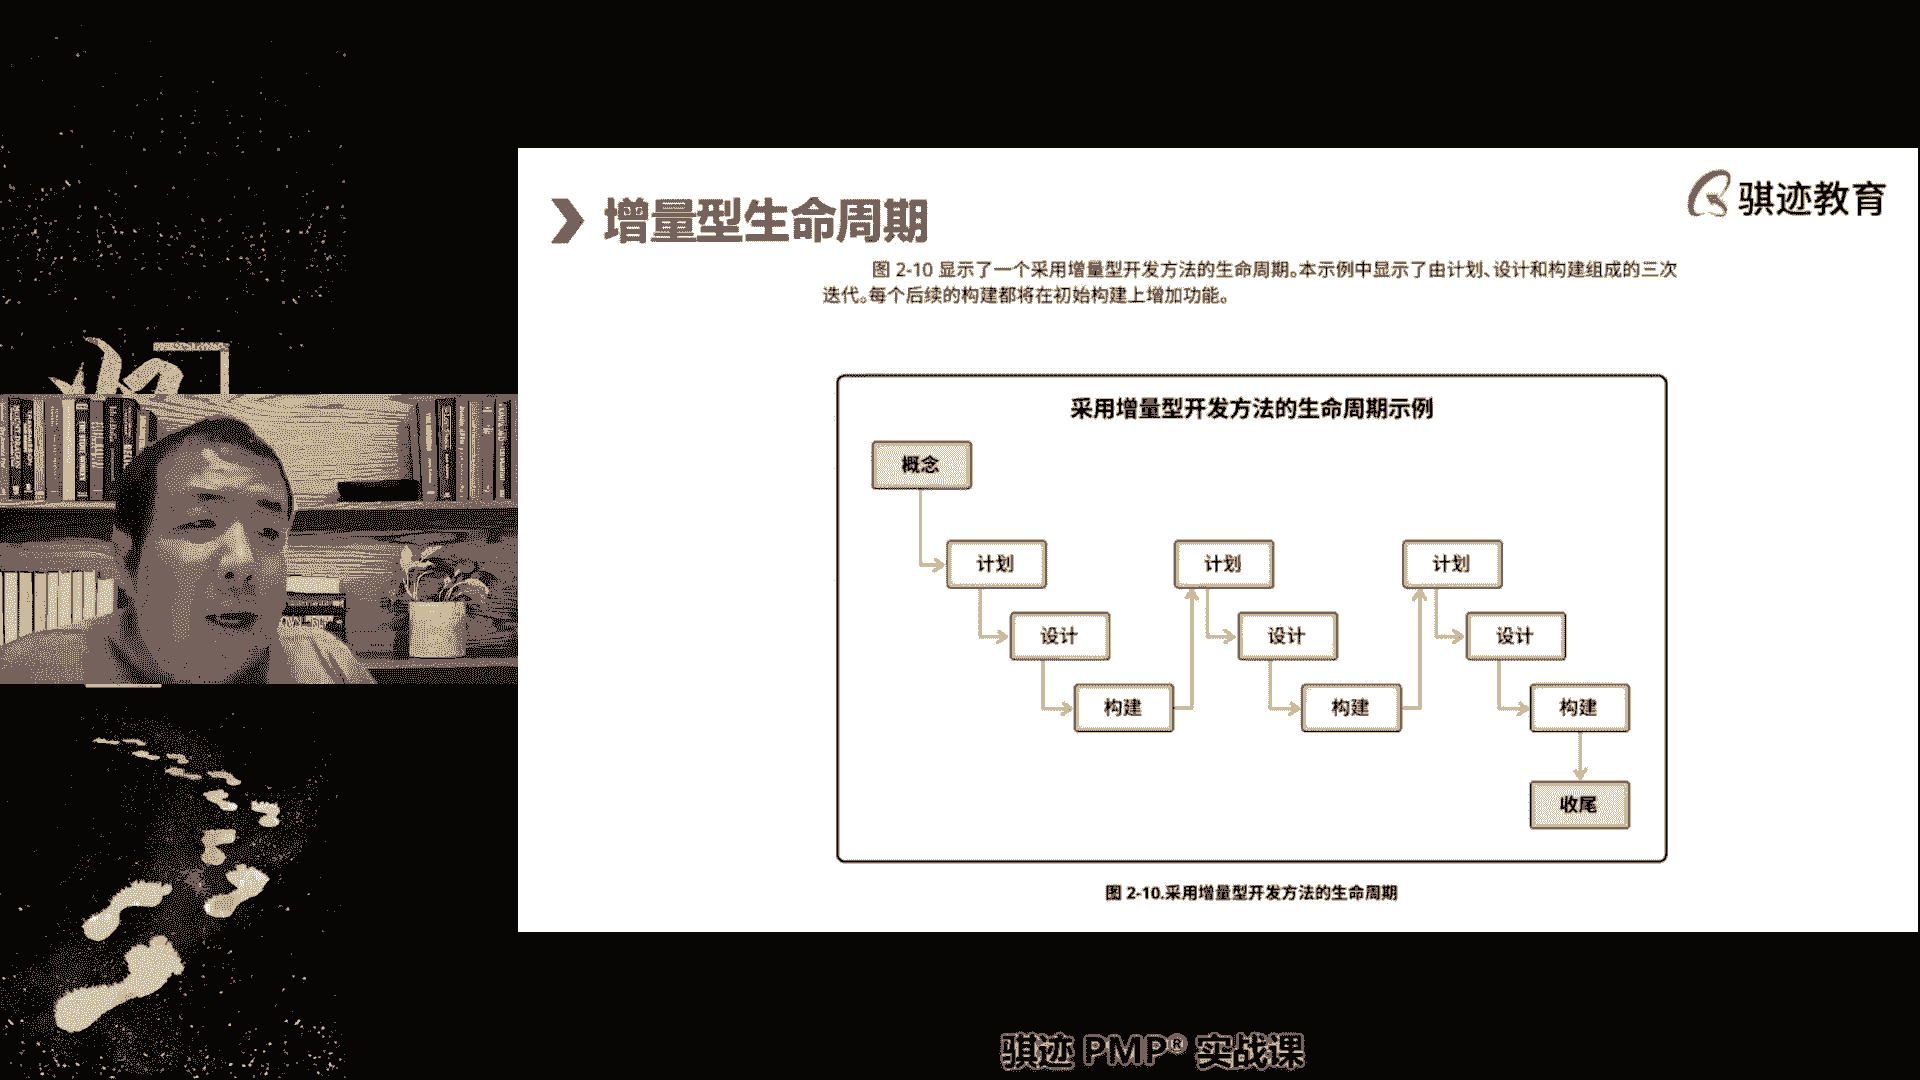 骐迹教育
增量型生命周期
图 2-10 显示了一个采用增量型开发方法的生命周期。本示例中显示了由计划、设计和构建组成的三次
迭代。每个后续的构建都将在初始构建上增加功能。
采用增量型开发方法的生命周期示例
概念
计划
计划
计划
设计
设计
设计
构建
构建
构建
收尾
图 2-10.采用增量型开发方法的生命周期
骐迹 PMP® 实战课